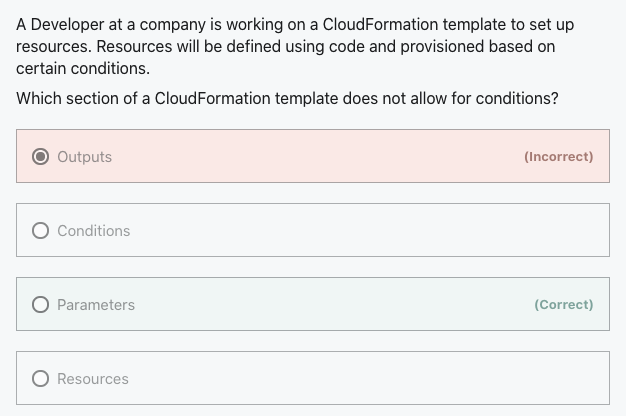 A Developer at a company is working on a CloudFormation template to set up
resources. Resources will be defined using code and provisioned based on
certain conditions.
Which section of a CloudFormation template does not allow for conditions?
Outputs (Incorrect)
Conditions
Parameters (Correct)
Resources